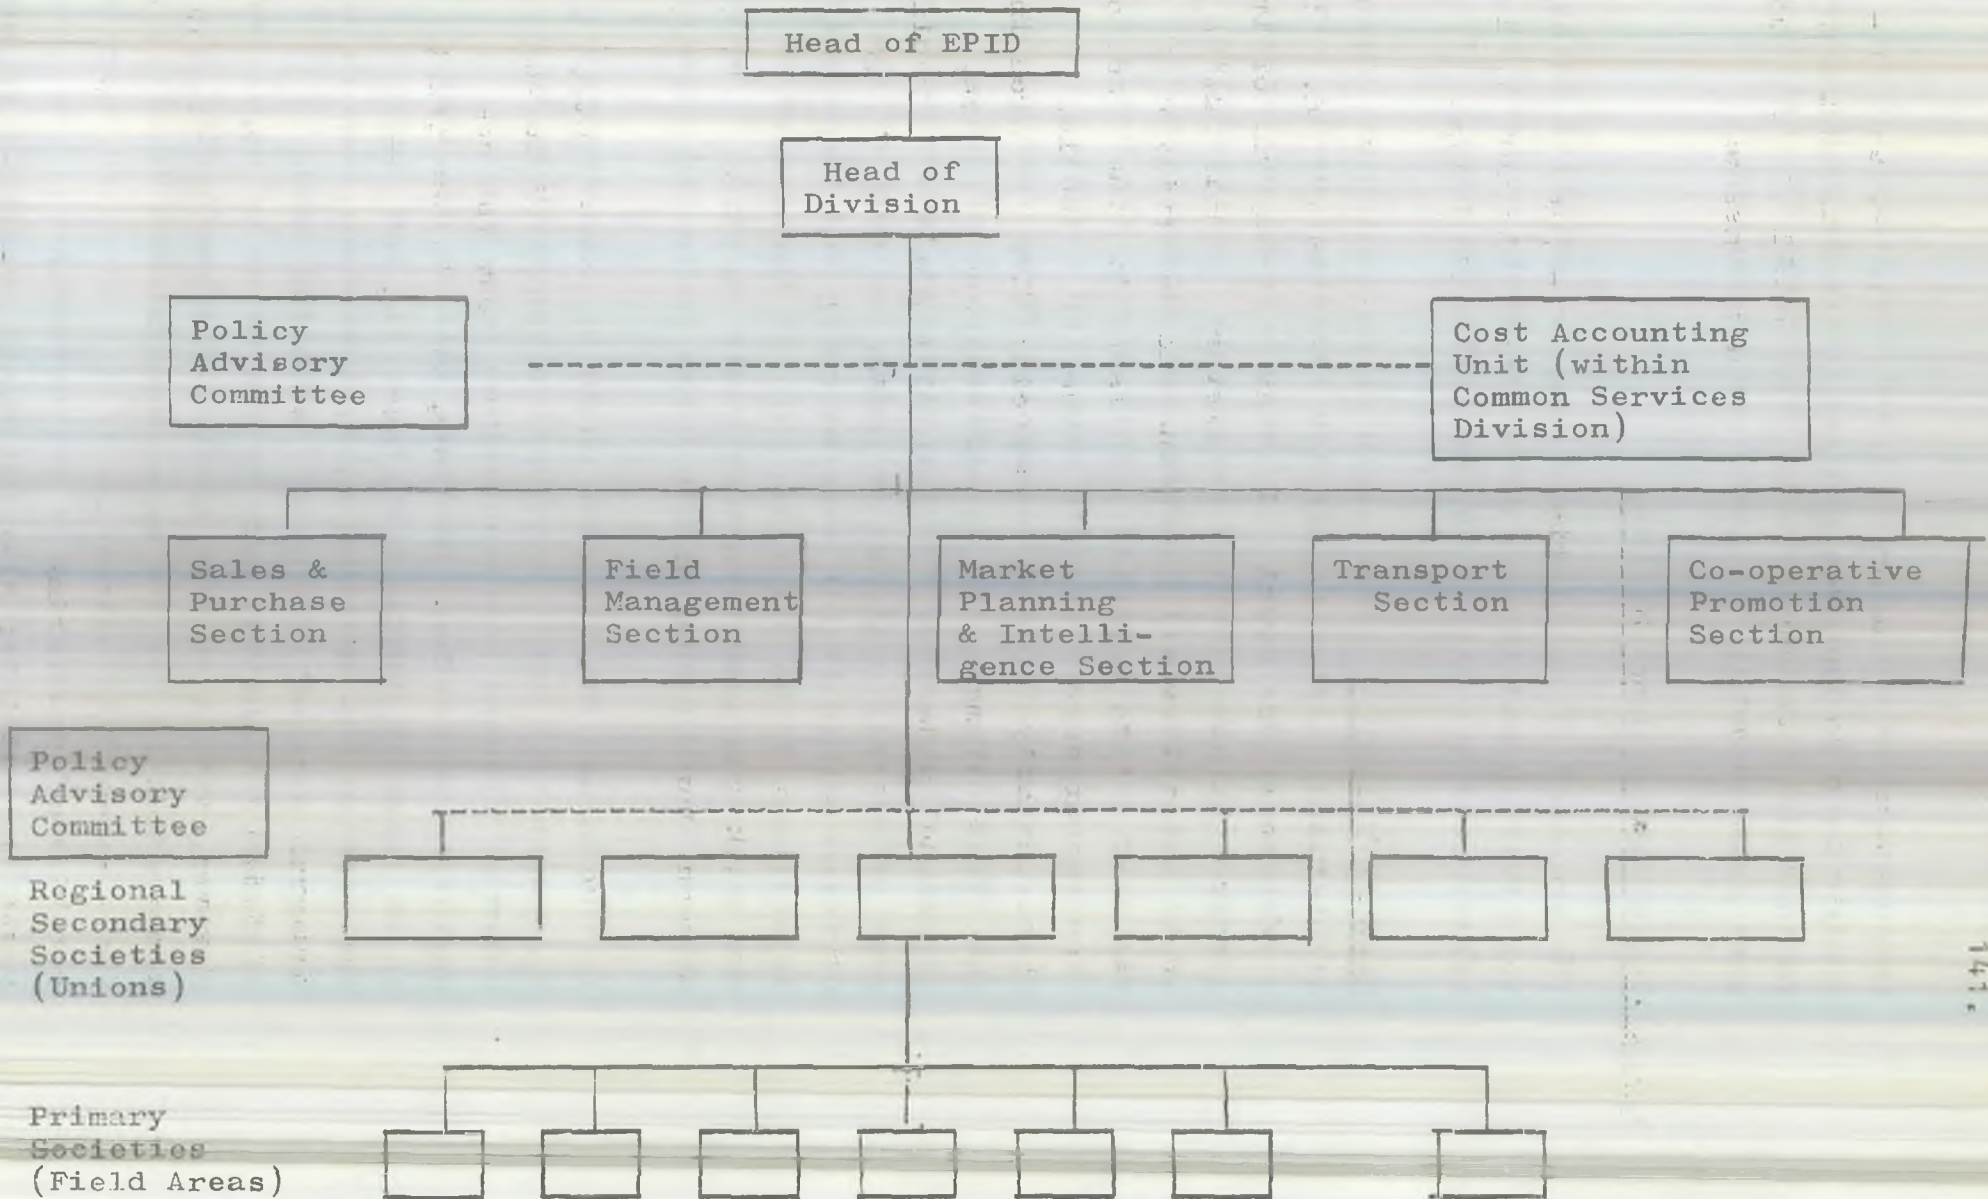 Head of EPID
Head of
Division
Policy
Advisory
Committee
Cost Accounting
Unit (within
Common Services
Division)
Sales &
Purchase
Section
Field
Management
Section
Market
Planning
& Intelli-
gence Section
Transport
Section
Co-operative
Promotion
Section
Policy
Advisory
Committee
Regional
Secondary
Societies
(Unions)
141.
Primary
Societies
(Field Areas)